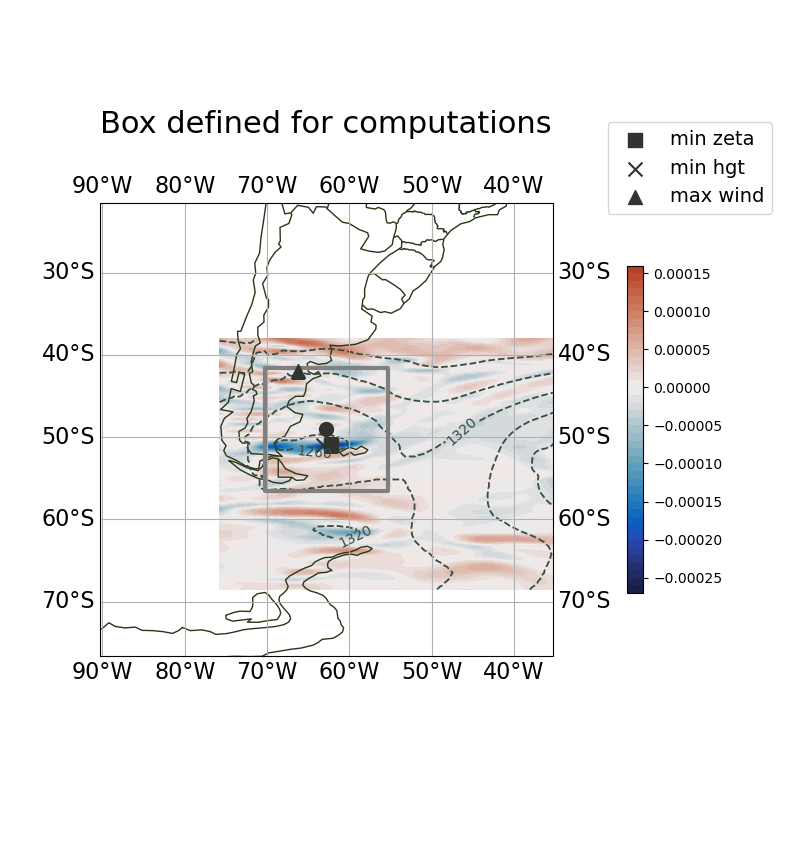 Box defined for computations
min zeta
min hgt
max wind
90°W 80°W 70°W 60°W 50°W 40°W
30°S 30°S
40°S 40°S
50°S 50°S
60°S 60°S
70°S 70°S
1320
1260
1320
90°W 80°W 70°W 60°W 50°W 40°W
0.00015
0.00010
0.00005
0.00000
−0.00005
−0.00010
−0.00015
−0.00020
−0.00025